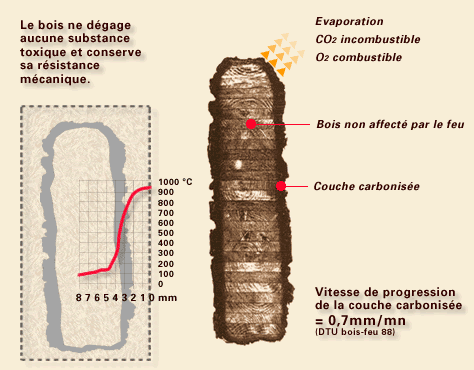 Le bois ne dégage
aucune substance
toxique et conserve
sa résistance
mécanique.
Evaporation
CO2 incombustible
O2 combustible
Bois non affecté par le feu
Couche carbonisée
1000 °C
900
800
700
600
500
400
300
200
100
0
8 7 6 5 4 3 2 1 0 mm
Vitesse de progression
de la couche carbonisée
= 0,7mm/mn
(DTU bois-feu 88)